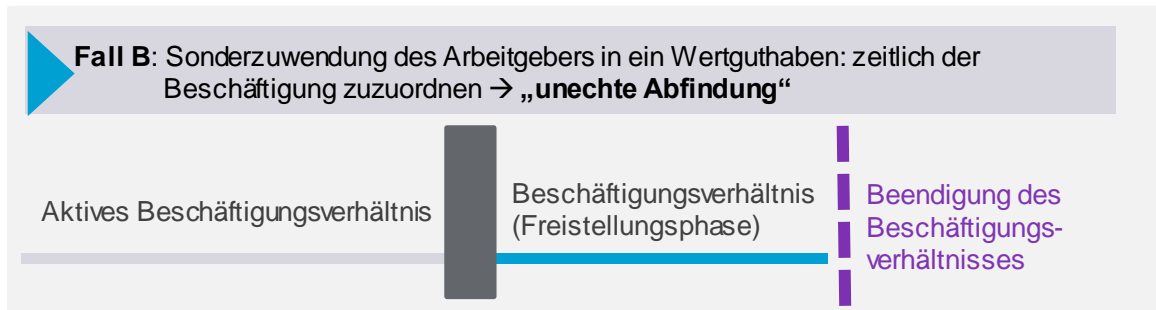 Fall B: Sonderzuwendung des Arbeitgebers in ein Wertguthaben: zeitlich der
Beschäftigung zuzuordnen → „unechte Abfindung“
Aktives Beschäftigungsverhältnis
Beschäftigungsverhältnis
(Freistellungsphase)
Beendigung des
Beschäftigungs-
verhältnisses